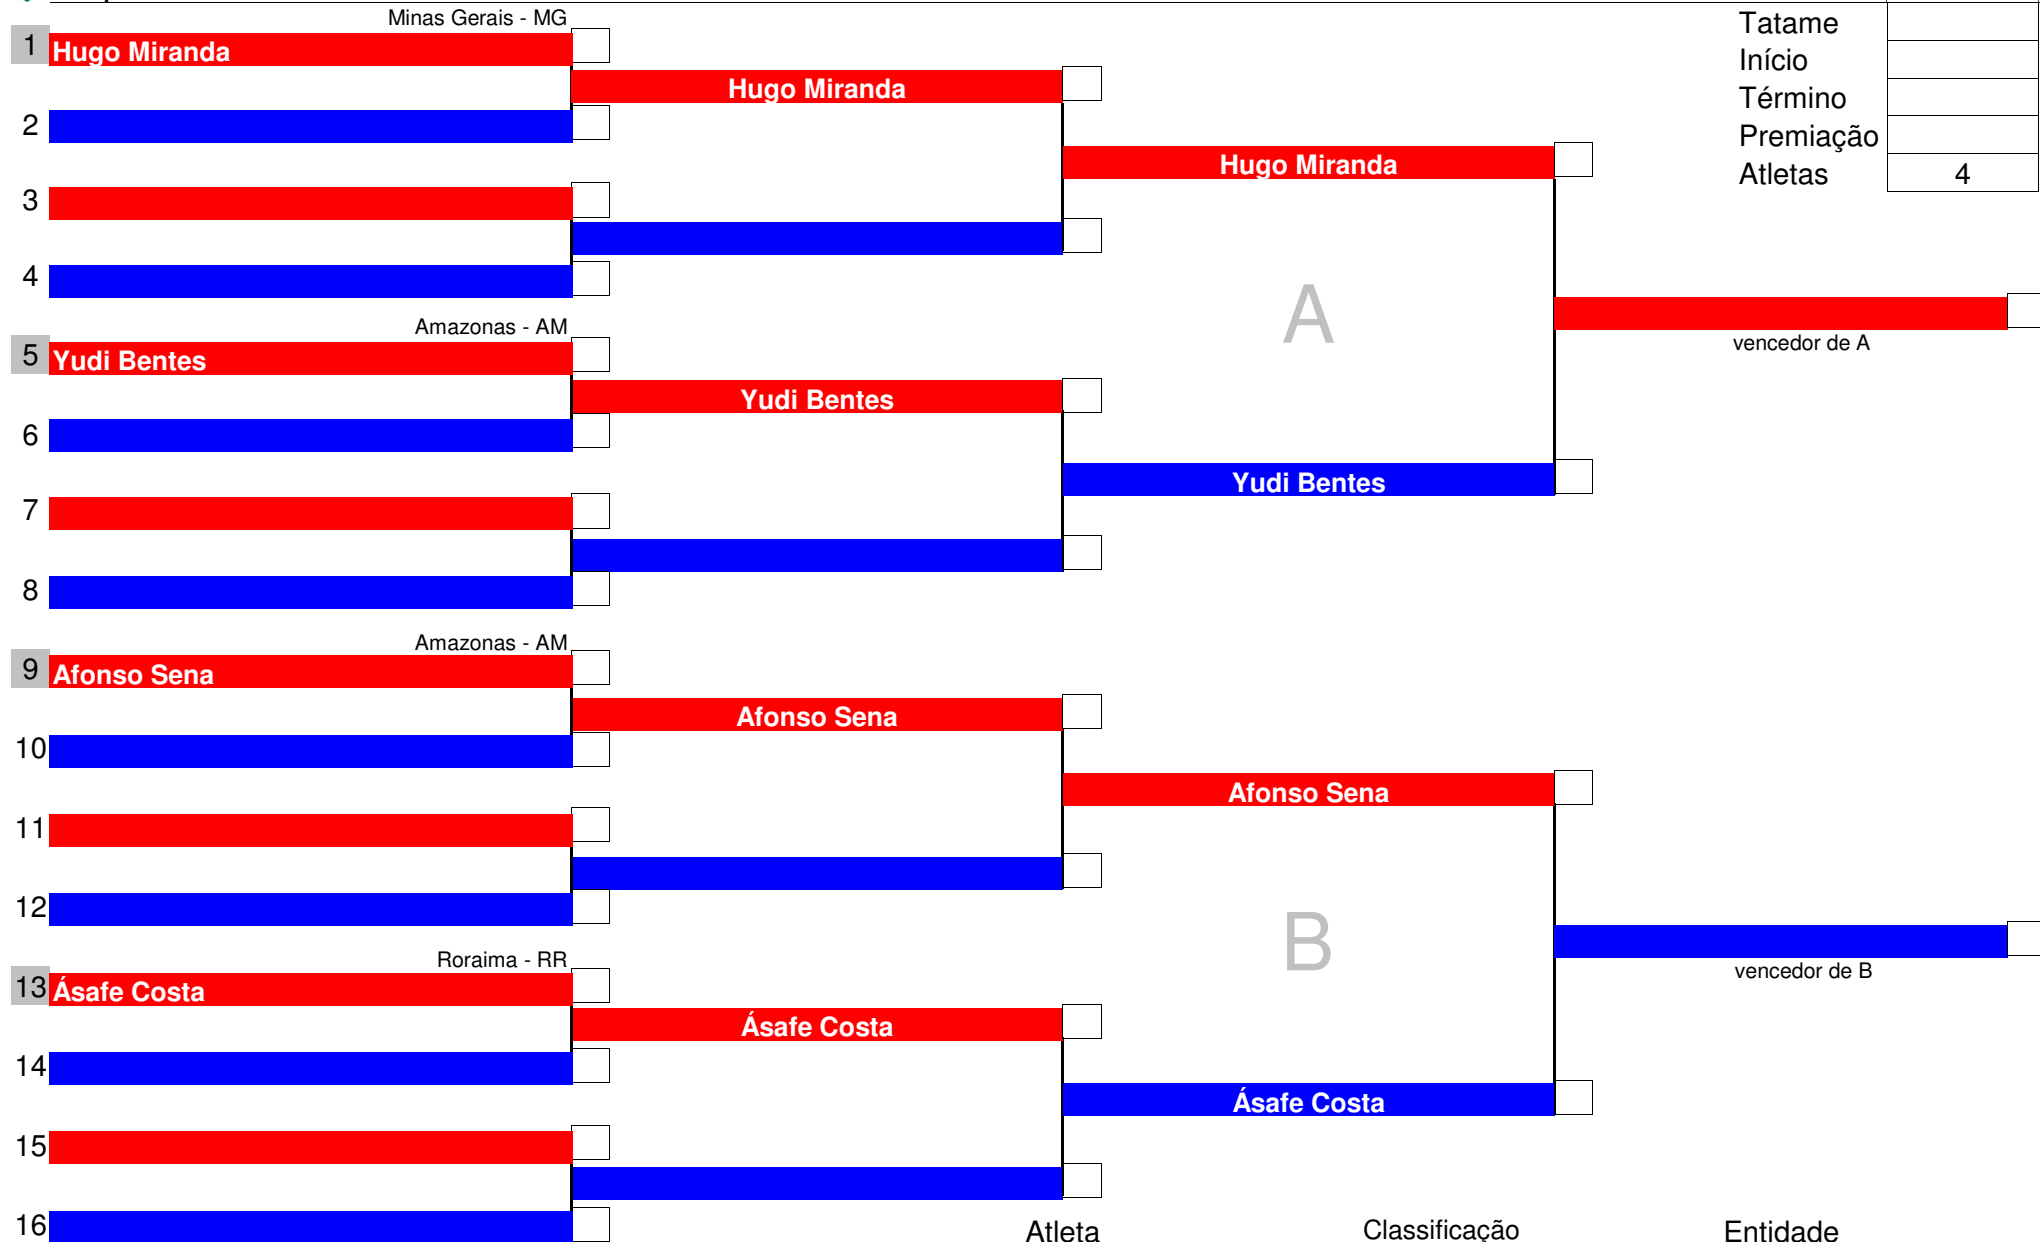 Minas Gerais - MG
1 Hugo Miranda
Hugo Miranda
2
Hugo Miranda
3
4
Tatame
Início
Término
Premiação
Atletas 4
A
vencedor de A
Amazonas - AM
5 Yudi Bentes
Yudi Bentes
6
Yudi Bentes
7
8
Amazonas - AM
9 Afonso Sena
Afonso Sena
10
Afonso Sena
11
12
B
vencedor de B
Roraima - RR
13 Ásafe Costa
Ásafe Costa
14
Ásafe Costa
15
16
Atleta Classificação Entidade